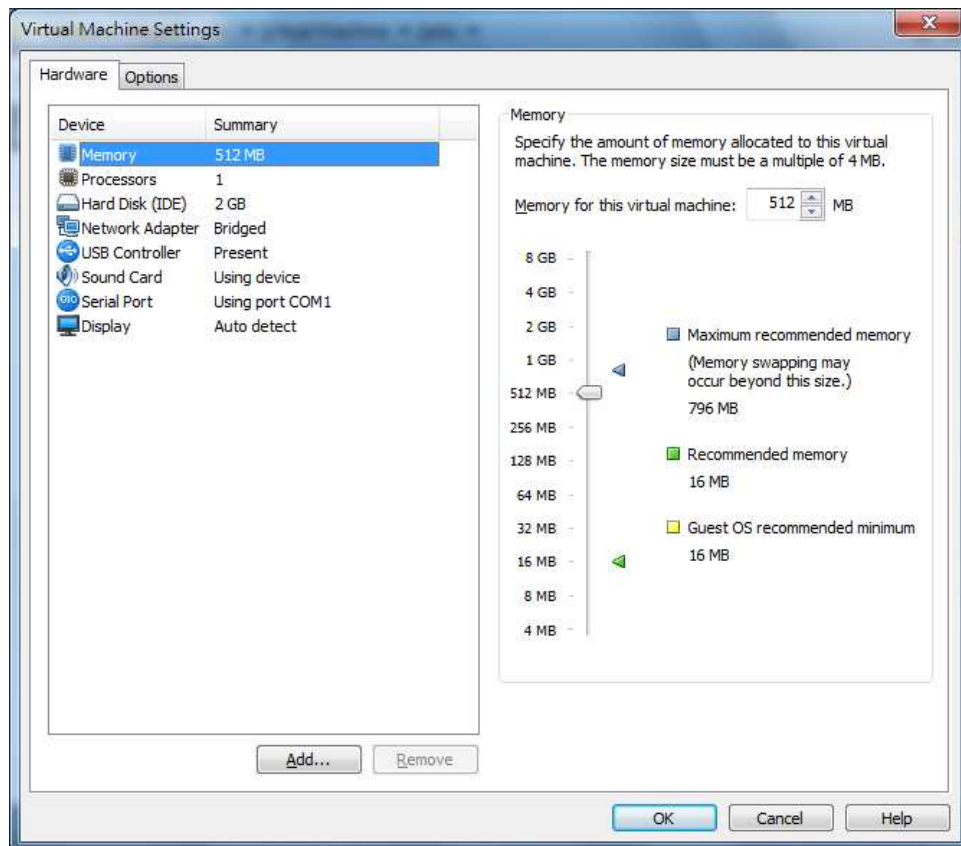 Virtual Machine Settings
Hardware
Options
Device Summary
Memory 512 MB
Processors 1
Hard Disk (IDE) 2 GB
Network Adapter Bridged
USB Controller Present
Sound Card Using device
Serial Port Using port COM1
Display Auto detect
Add...
Remove
Memory
Specify the amount of memory allocated to this virtual
machine. The memory size must be a multiple of 4 MB.
Memory for this virtual machine: 512 MB
8 GB
4 GB
2 GB
1 GB
512 MB
256 MB
128 MB
64 MB
32 MB
16 MB
8 MB
4 MB
Maximum recommended memory
(Memory swapping may
occur beyond this size.)
796 MB
Recommended memory
16 MB
Guest OS recommended minimum
16 MB
OK
Cancel
Help